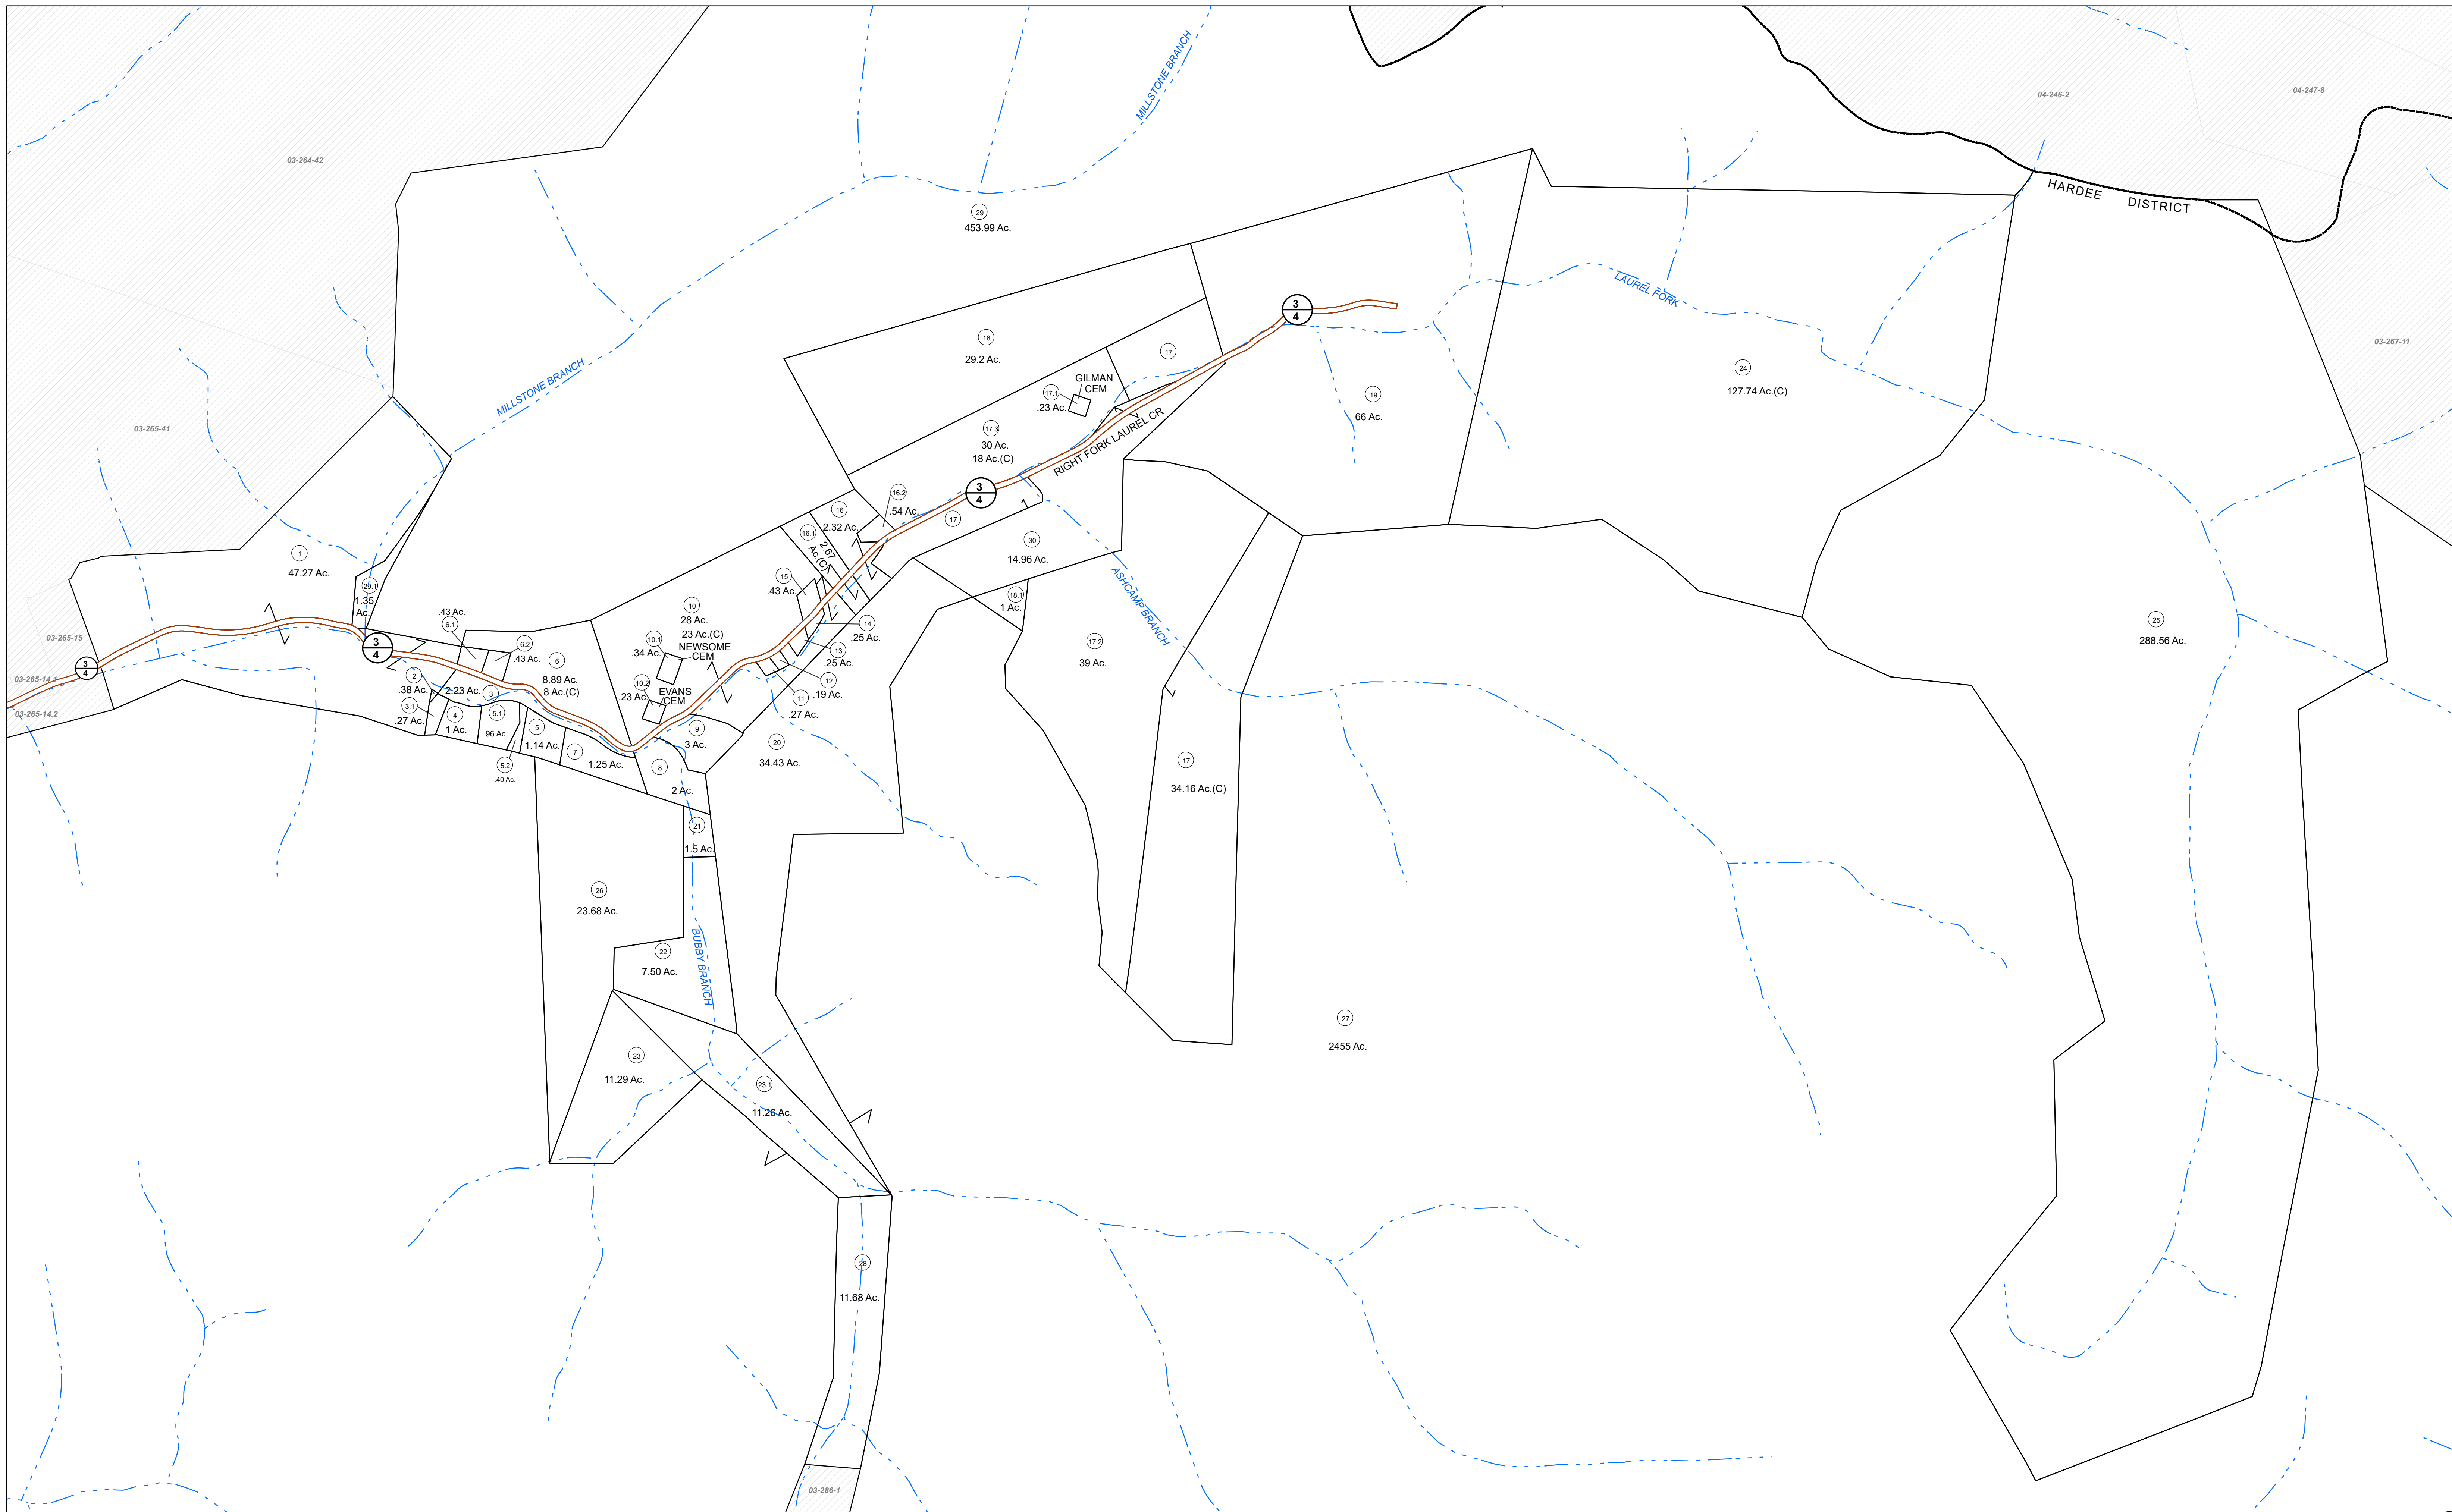 MILLSTONE BRANCH
04-246-2
04-247-8
03-264-42
HARDEE DISTRICT
29
453.99 Ac.
LAUREL FORK
3
4
18
29.2 Ac.
17
03-267-11
24
127.74 Ac.(C)
19
66 Ac.
MILLSTONE BRANCH
GILMAN
CEM
17.1
.23 Ac.
RIGHT FORK LAUREL CR
03-265-41
17.3
30 Ac.
18 Ac.(C)
3
4
16.2
.54 Ac.
16
2.32 Ac.
16.1
2.67
Ac.(C)
17
1
47.27 Ac.
30
14.96 Ac.
ASHCAMP BRANCH
29.1
1.35
Ac.
15
.43 Ac.
18.1
1 Ac.
10
28 Ac.
23 Ac.(C)
.43 Ac.
6.1
14
.25 Ac.
25
288.56 Ac.
03-265-15
10.1
.34 Ac.
NEWSOME
CEM
6.2
.43 Ac.
3
4
17.2
39 Ac.
13
.25 Ac.
3
4
6
8.89 Ac.
8 Ac.(C)
2
.38 Ac.
03-265-14.1
12
.19 Ac.
10.2
.23 Ac.
EVANS
CEM
2.23 Ac.
3
3.1
.27 Ac.
11
.27 Ac.
03-265-14.2
4
1 Ac.
5.1
.96 Ac.
5
1.14 Ac.
9
3 Ac.
20
34.43 Ac.
7
1.25 Ac.
5.2
.40 Ac.
8
2 Ac.
17
34.16 Ac.(C)
21
1.5 Ac.
26
23.68 Ac.
22
7.50 Ac.
BUBBY BRANCH
27
2455 Ac.
23
11.29 Ac.
23.1
11.26 Ac.
28
11.68 Ac.
03-286-1